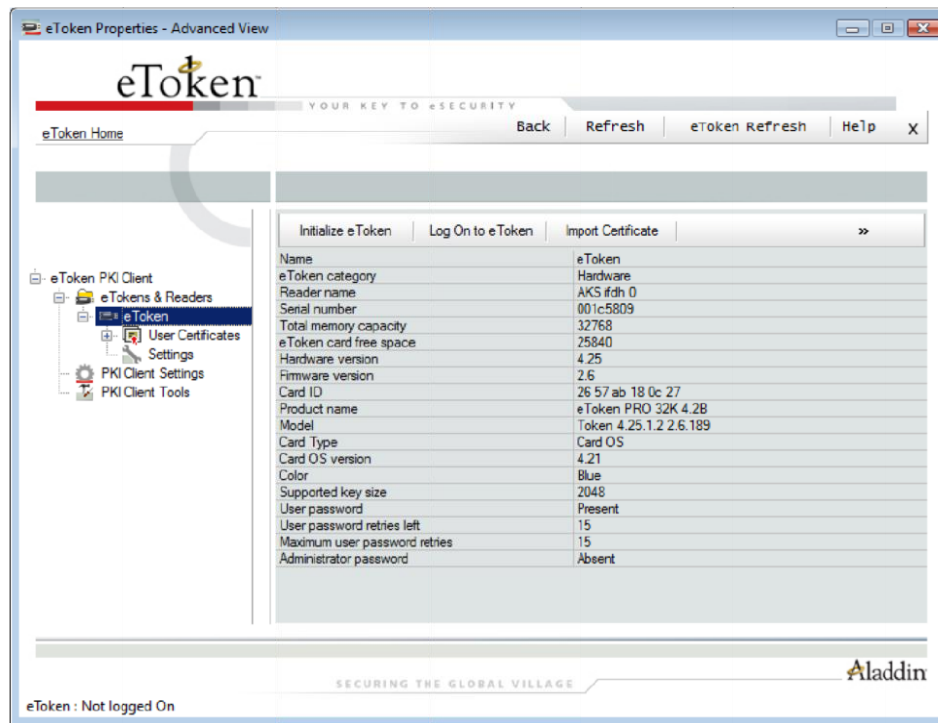 eToken Properties - Advanced View
eToken™
YOUR KEY TO eSECURITY
eToken Home
Back Refresh eToken Refresh Help X
Initialize eToken Log On to eToken Import Certificate »
eToken PKI Client
eTokens & Readers
eToken
User Certificates
Settings
PKI Client Settings
PKI Client Tools
Name eToken
eToken category Hardware
Reader name AKS ifdh 0
Serial number 001c5809
Total memory capacity 32768
eToken card free space 25840
Hardware version 4.25
Firmware version 2.6
Card ID 26 57 ab 18 0c 27
Product name eToken PRO 32K 4.2B
Model Token 4.25.1.2 2.6.189
Card Type Card OS
Card OS version 4.21
Color Blue
Supported key size 2048
User password Present
User password retries left 15
Maximum user password retries 15
Administrator password Absent
SECURING THE GLOBAL VILLAGE
Aladdin
eToken : Not logged On